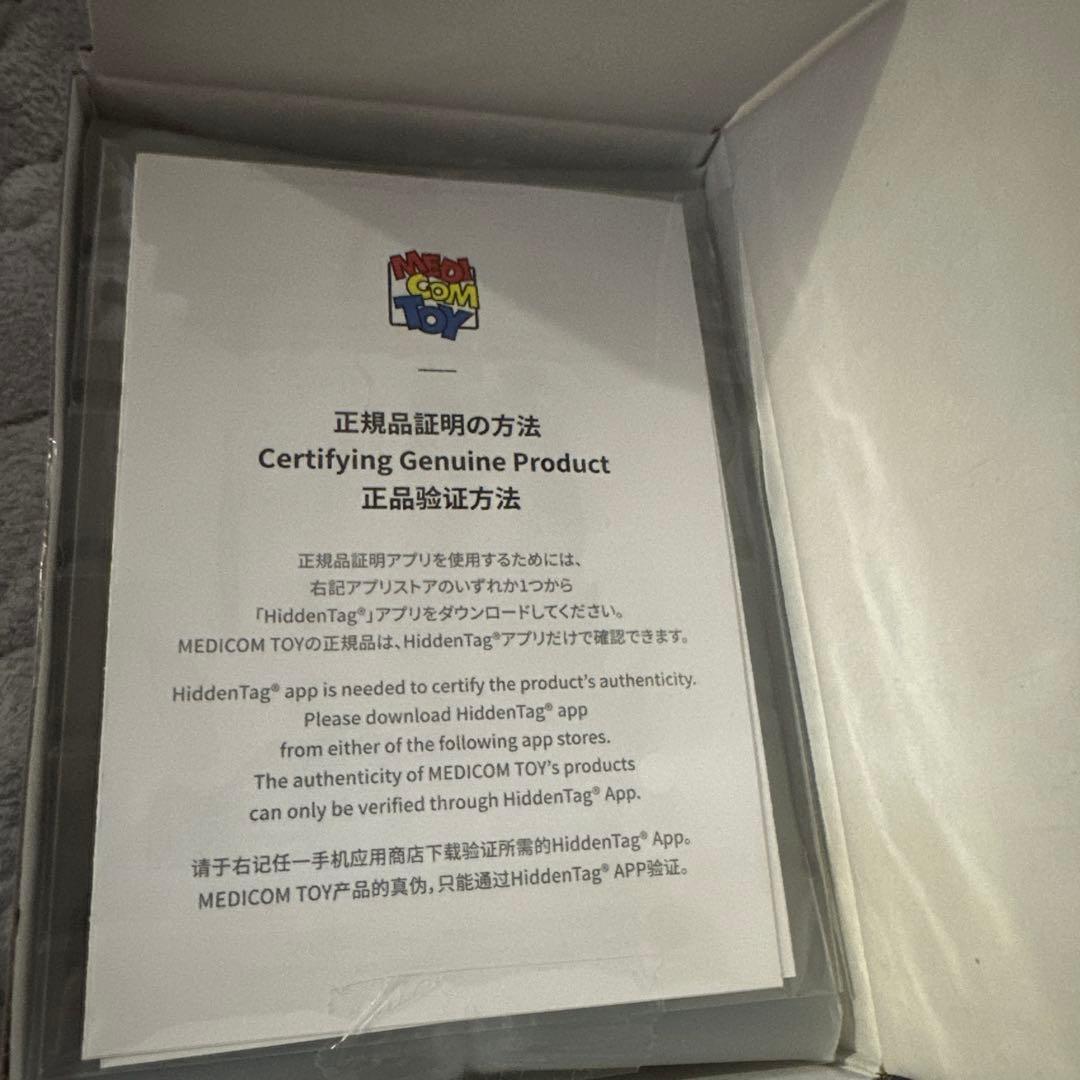 MEDI
COM
TOY
正規品証明の方法
Certifying Genuine Product
正品验证方法
正規品証明アプリを使用するためには、
右記アプリストアのいずれか1つから
「HiddenTag®」アプリをダウンロードしてください。
MEDICOM TOYの正規品は、HiddenTag®アプリだけで確認できます。
HiddenTag® app is needed to certify the product's authenticity.
Please download HiddenTag® app
from either of the following app stores.
The authenticity of MEDICOM TOY's products
can only be verified through HiddenTag® App.
请于右记任一手机应用商店下载验证所需的HiddenTag® App。
MEDICOM TOY产品的真伪，只能通过HiddenTag® APP验证。